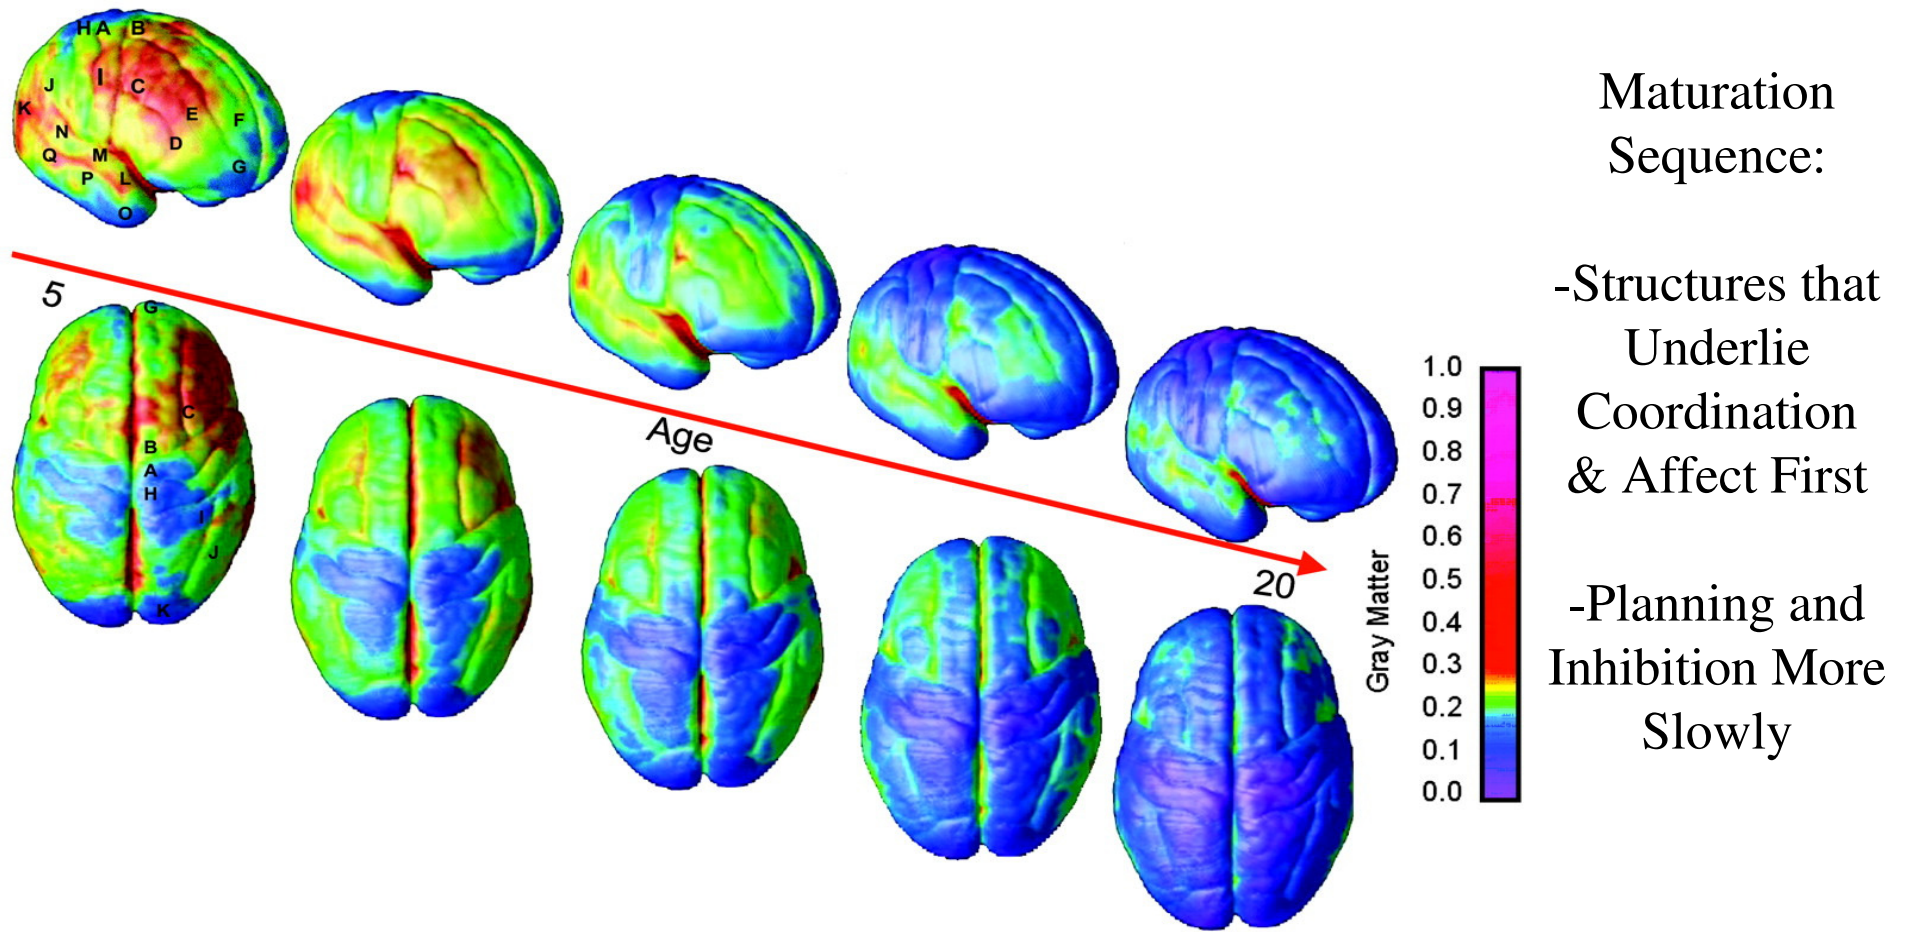 H A B
I
J C
K E F
N D
Q M G
P L
O
5
G
C
B
A
H
I
J
K
Age
20
Gray Matter
1.0
0.9
0.8
0.7
0.6
0.5
0.4
0.3
0.2
0.1
0.0
Maturation
Sequence:
-Structures that
Underlie
Coordination
& Affect First
-Planning and
Inhibition More
Slowly